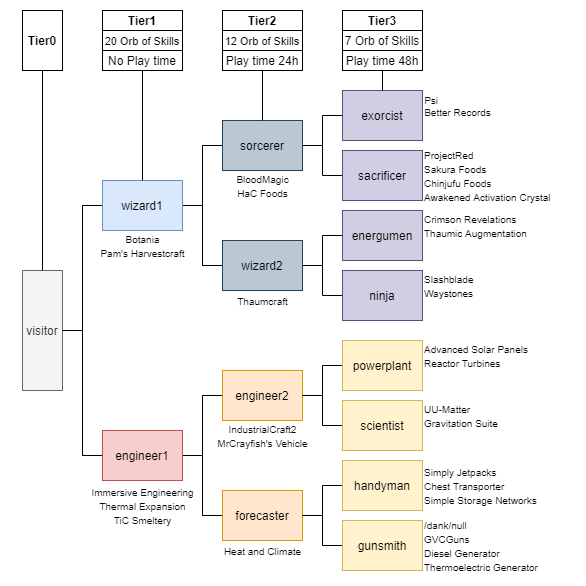 Tier0
Tier1
20 Orb of Skills
No Play time
Tier2
12 Orb of Skills
Play time 24h
Tier3
7 Orb of Skills
Play time 48h
visitor
wizard1
Botania
Pam's Harvestcraft
sorcerer
BloodMagic
HaC Foods
exorcist
Psi
Better Records
sacrificer
ProjectRed
Sakura Foods
Chinjufu Foods
Awakened Activation Crystal
wizard2
Thaumcraft
energumen
Crimson Revelations
Thaumic Augmentation
ninja
Slashblade
Waystones
engineer1
Immersive Engineering
Thermal Expansion
TiC Smeltery
engineer2
IndustrialCraft2
MrCrayfish's Vehicle
powerplant
Advanced Solar Panels
Reactor Turbines
scientist
UU-Matter
Gravitation Suite
forecaster
Heat and Climate
handyman
Simply Jetpacks
Chest Transporter
Simple Storage Networks
gunsmith
/dank/null
GVCGuns
Diesel Generator
Thermoelectric Generator